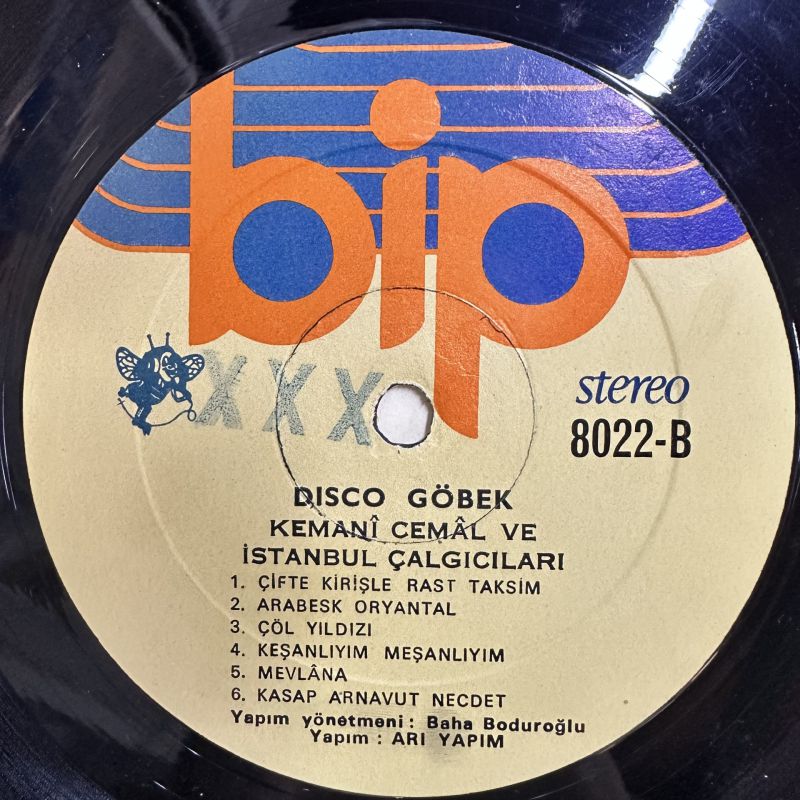 bip
XXX
stereo
8022-B
DISCO GÖBEK
KEMANÎ CEMÂL VE
İSTANBUL ÇALGICILARI
1. ÇİFTE KİRİŞLE RAST TAKSİM
2. ARABESK ORYANTAL
3. ÇÖL YILDIZI
4. KEŞANLIYIM MEŞANLIYIM
5. MEVLÂNA
6. KASAP ARNAVUT NECDET
Yapım yönetmeni : Baha Boduroğlu
Yapım : ARI YAPIM